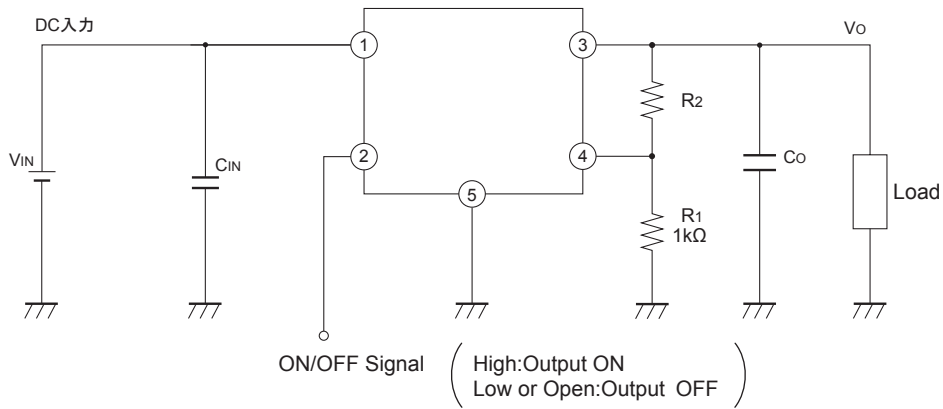 DC入力
1
3
VO
R2
VIN
CIN
2
4
CO
Load
5
R1
1kΩ
ON/OFF Signal
High:Output ON
Low or Open:Output OFF